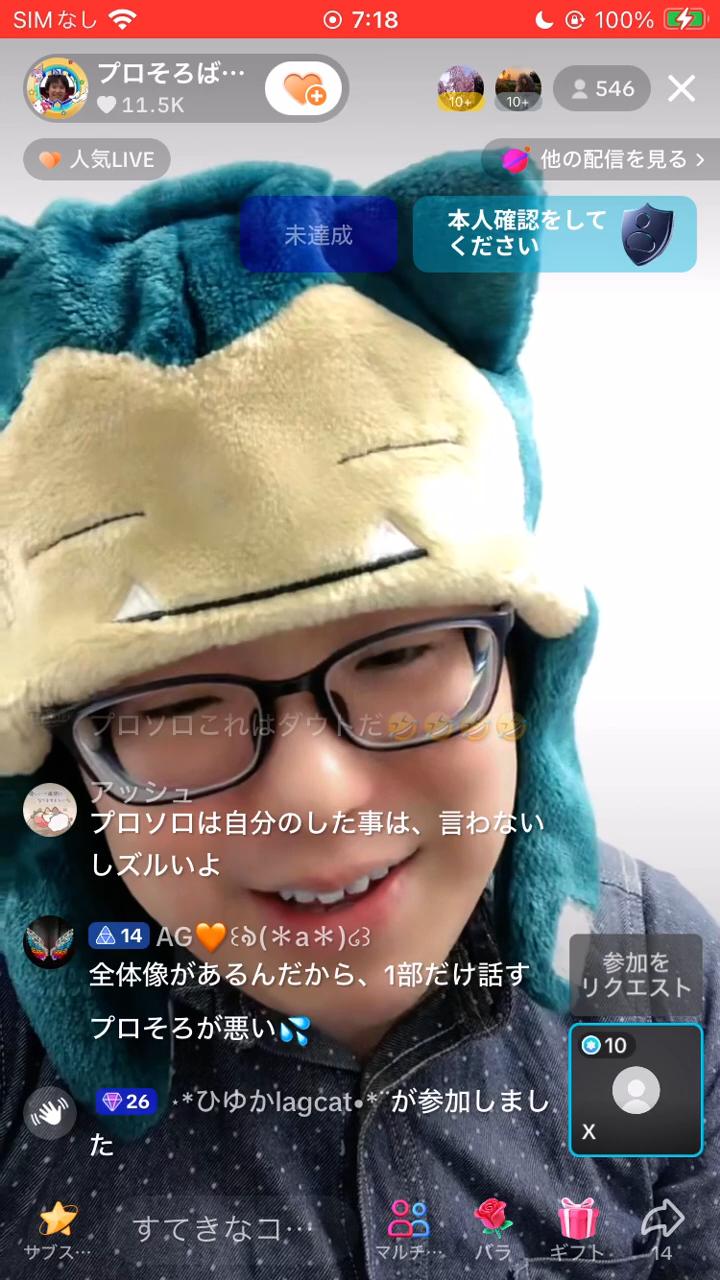 SIMなし
7:18
100%
プロそろば…
11.5K
10+
10+
546
人気LIVE
他の配信を見る
未達成
本人確認をして
ください
プロソロこれはダウトだ🤣🤣🤣🤣
アッシュ
プロソロは自分のした事は、言わない
しズルいよ
14 AG🧡꒰ঌ(＊a＊)໒꒱
全体像があるんだから、1部だけ話す
プロそろが悪い💦
26 ･*ひゆかlagcat•*¨が参加しまし
た
参加を
リクエスト
10
X
すてきなコ…
サブス…
マルチ…
バラ
ギフト
14